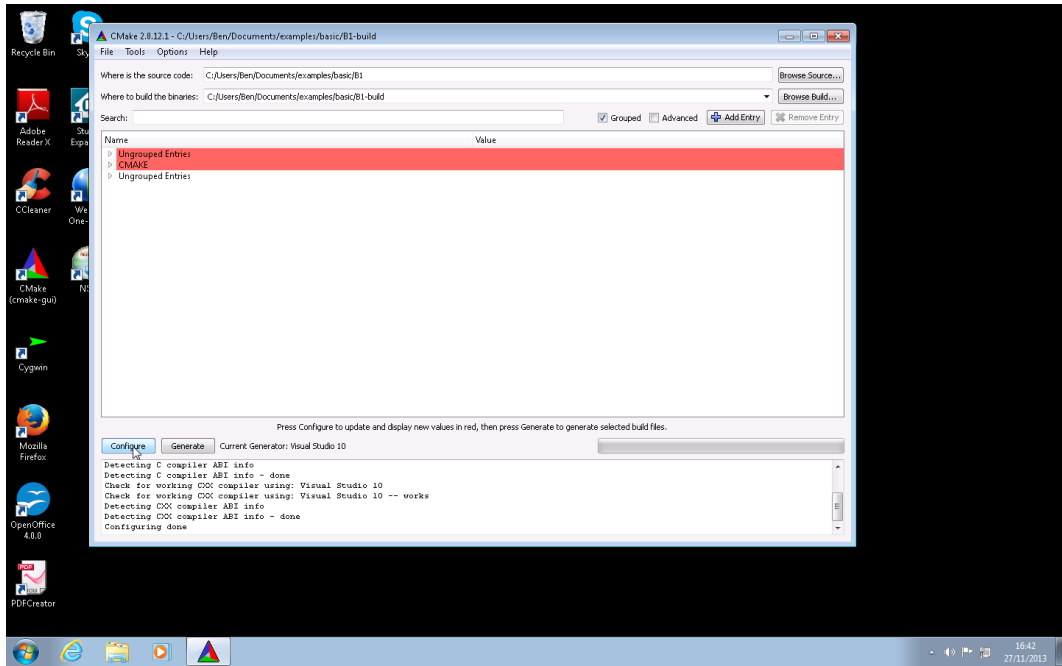 Recycle Bin
Sky
Adobe
Reader X
Stu
Expa
CCleaner
We
One-
CMake
(cmake-gui)
NS
Cygwin
Mozilla
Firefox
OpenOffice
4.0.0
PDF
PDFCreator
CMake 2.8.12.1 - C:/Users/Ben/Documents/examples/basic/B1-build
File Tools Options Help
Where is the source code: C:/Users/Ben/Documents/examples/basic/B1 Browse Source...
Where to build the binaries: C:/Users/Ben/Documents/examples/basic/B1-build Browse Build...
Search: Grouped Advanced Add Entry Remove Entry
Name Value
Ungrouped Entries
CMAKE
Ungrouped Entries
Press Configure to update and display new values in red, then press Generate to generate selected build files.
Configure Generate Current Generator: Visual Studio 10
Detecting C compiler ABI info
Detecting C compiler ABI info - done
Check for working CXX compiler using: Visual Studio 10
Check for working CXX compiler using: Visual Studio 10 -- works
Detecting CXX compiler ABI info
Detecting CXX compiler ABI info - done
Configuring done
16:42
27/11/2013